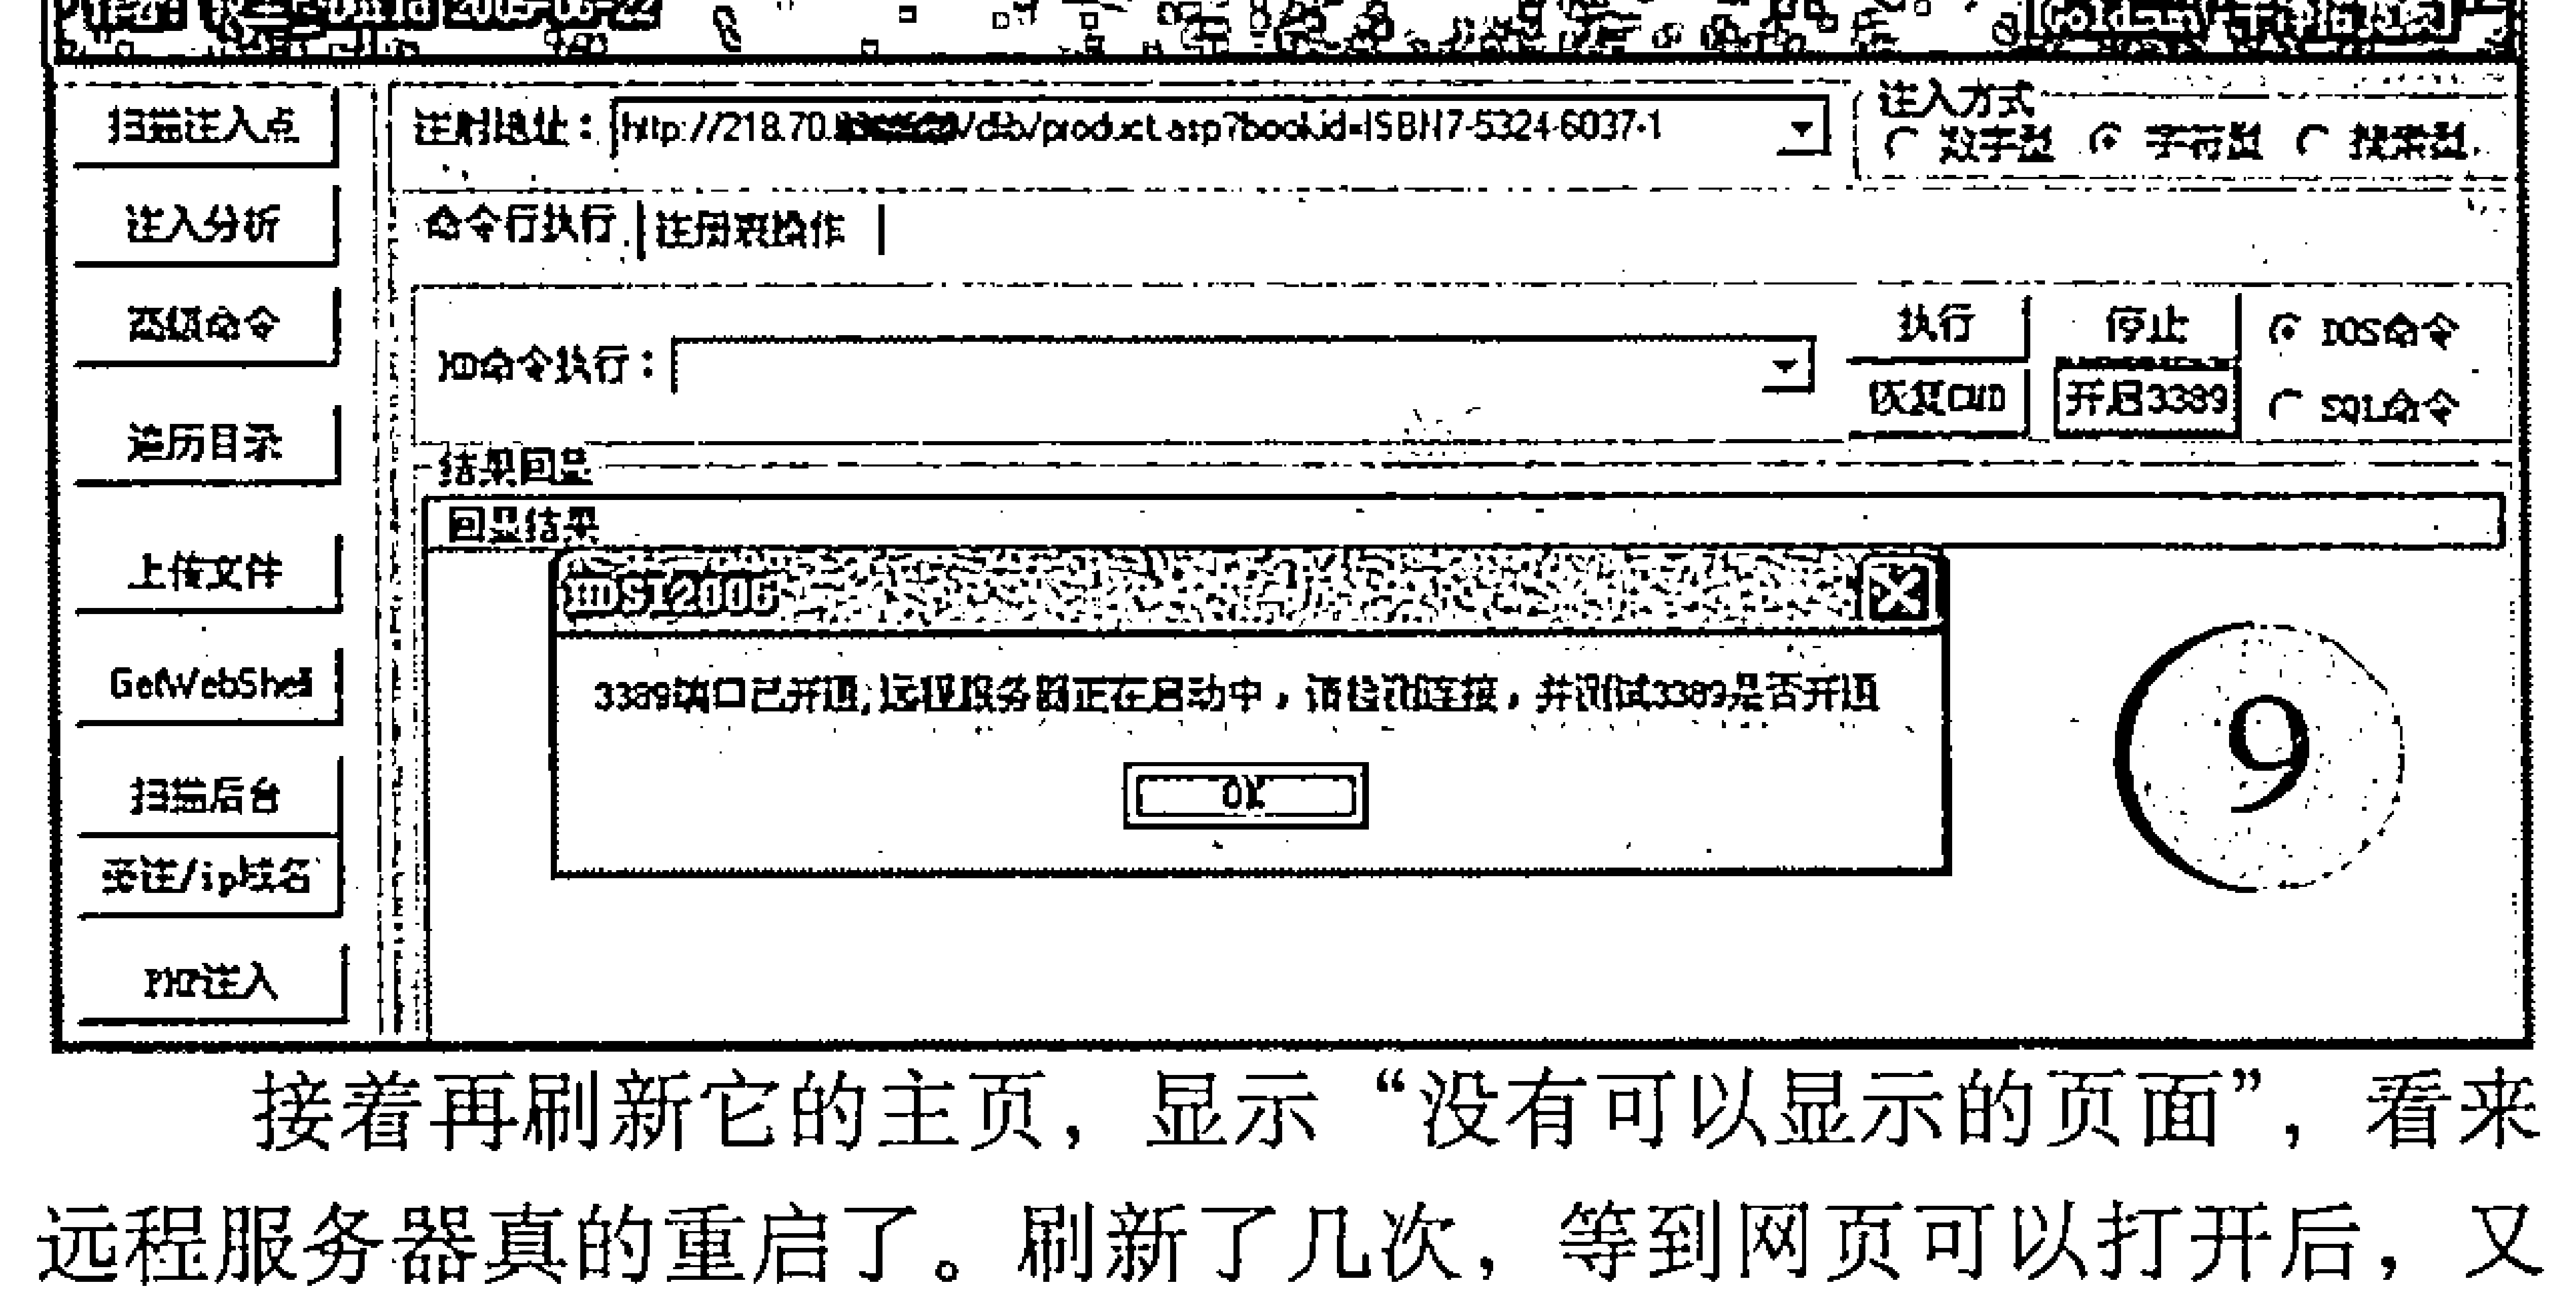 扫描注入点
注射地址： http://218.70. /dzb/product.asp?bookid=ISBN7-5324-6037-1
注入方式
数字型 字符型 搜索型
注入分析
命令行执行 注册表操作
高级命令
执行 停止 DOS命令
命令执行：
恢复CMD 开启3389 SQL命令
遍历目录
结果回显
回显结果
上传文件
HDSI2006
GetWebShell
3389端口已开通,远程服务器正在启动中，请检测连接，并测试3389是否开通
OK
9
扫描后台
旁注/ip域名
PHP注入
接着再刷新它的主页，显示“没有可以显示的页面”，看来
远程服务器真的重启了。刷新了几次，等到网页可以打开后，又